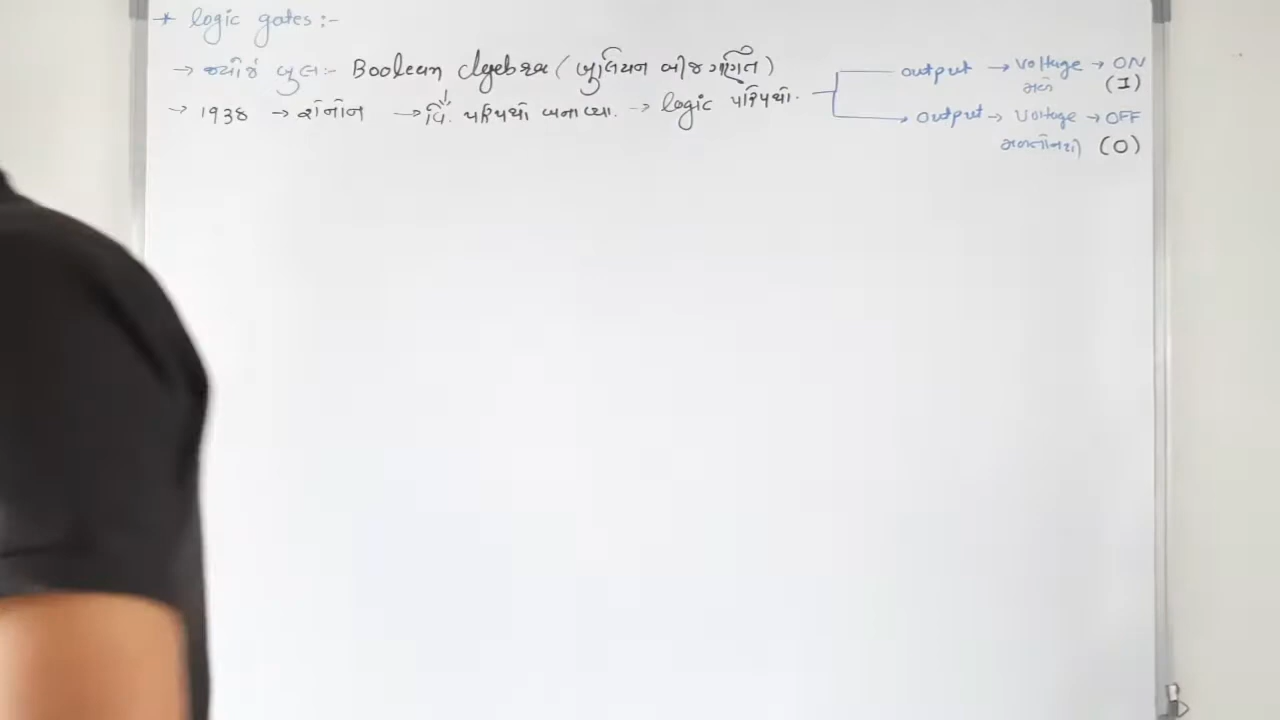 * logic gates :-
→ જ્યોર્જ બુલ :- Boolean algebra ( બુલિયન બીજ ગણિત )
→ 1938 → શેનોન → વિ. પરિપથો બનાવ્યા. → logic પરિપથો.
output → voltage → ON
મળે (1)
output → voltage → OFF
મળતો નથી (0)